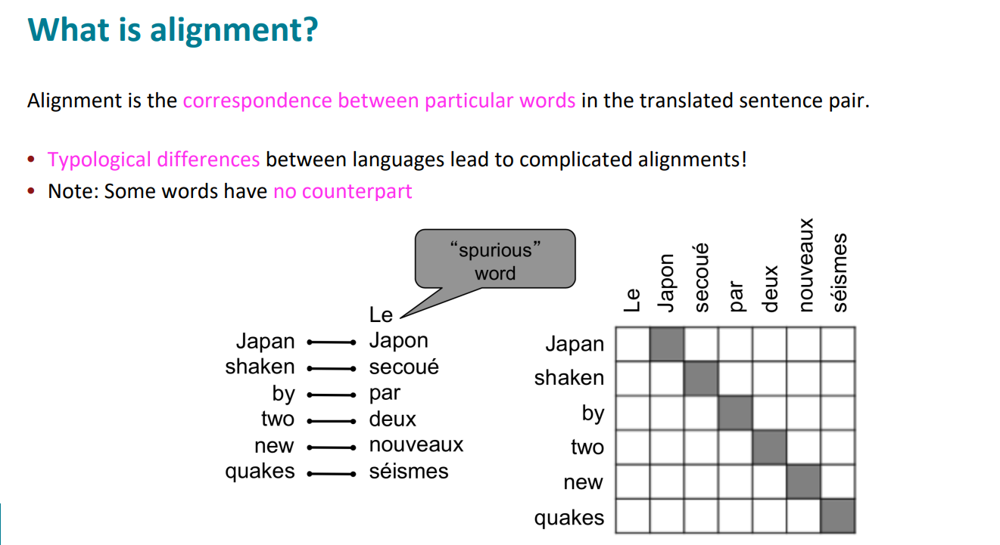 What is alignment?
Alignment is the correspondence between particular words in the translated sentence pair.
• Typological differences between languages lead to complicated alignments!
• Note: Some words have no counterpart
“spurious”
word
Le
Japan Japon
shaken secoué
by par
two deux
new nouveaux
quakes séismes
Le Japon secoué par deux nouveaux séismes
Japan
shaken
by
two
new
quakes